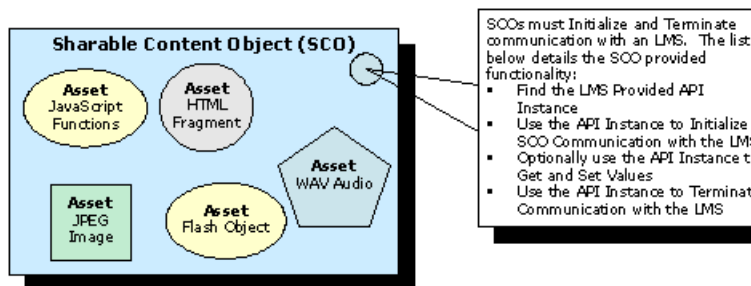 Sharable Content Object (SCO)
Asset
JavaScript
Functions
Asset
HTML
Fragment
Asset
WAV Audio
Asset
JPEG
Image
Asset
Flash Object
SCOs must Initialize and Terminate
communication with an LMS. The list
below details the SCO provided
functionality:
▪ Find the LMS Provided API
Instance
▪ Use the API Instance to Initialize
SCO Communication with the LMS
▪ Optionally use the API Instance t
Get and Set Values
▪ Use the API Instance to Terminat
Communication with the LMS